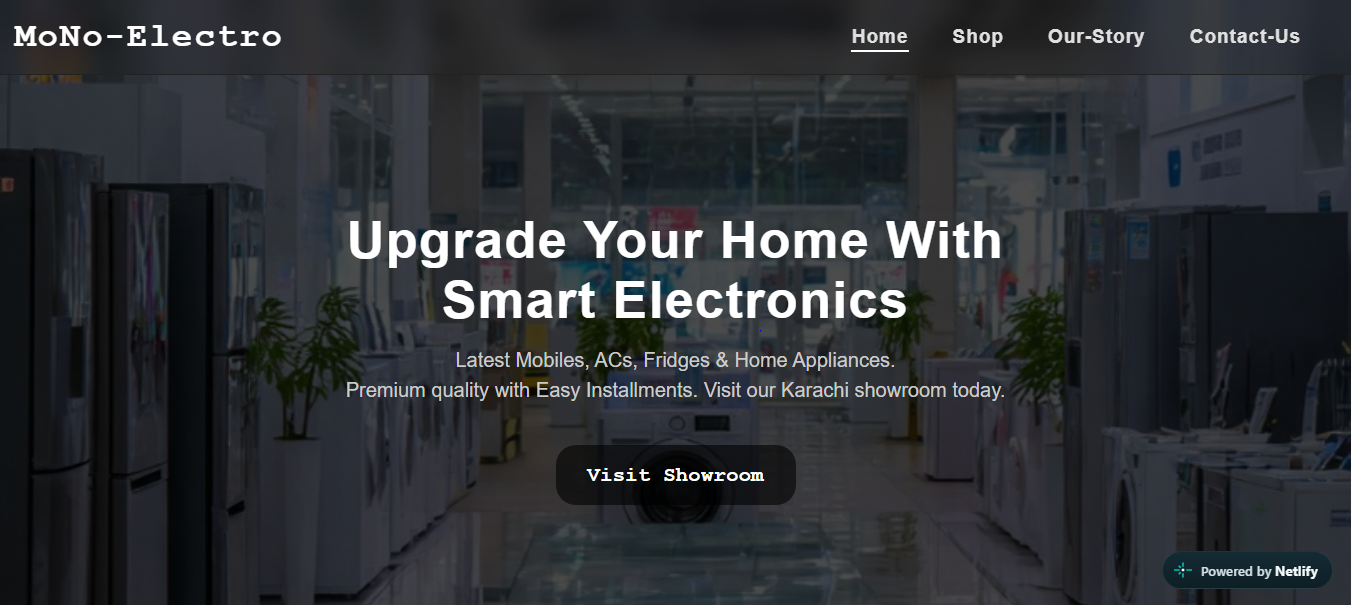 MoNo-Electro
Home
Shop
Our-Story
Contact-Us
Upgrade Your Home With
Smart Electronics
Latest Mobiles, ACs, Fridges & Home Appliances.
Premium quality with Easy Installments. Visit our Karachi showroom today.
Visit Showroom
Powered by Netlify